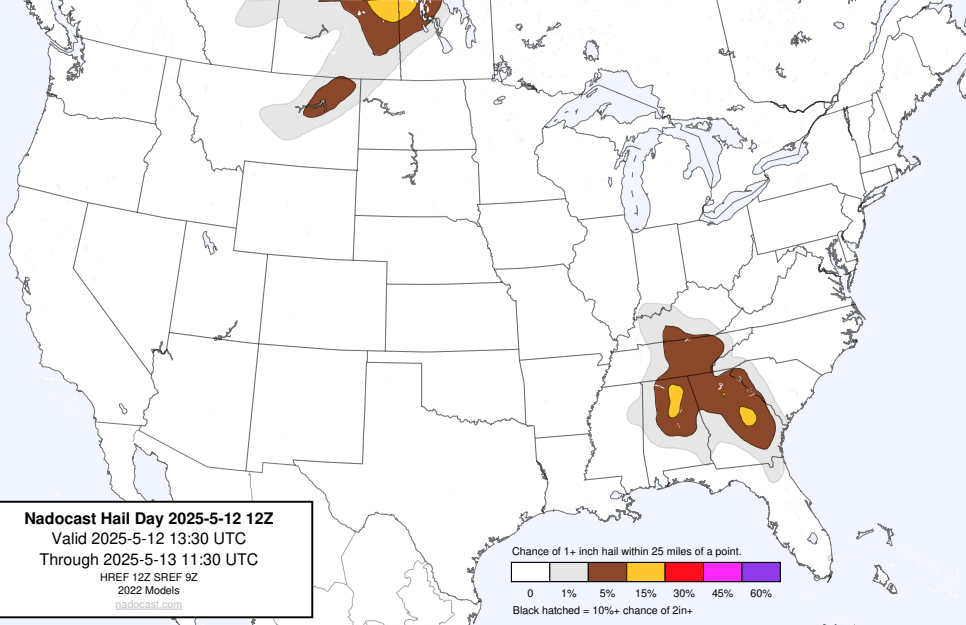 Nadocast Hail Day 2025-5-12 12Z
Valid 2025-5-12 13:30 UTC
Through 2025-5-13 11:30 UTC
HREF 12Z SREF 9Z
2022 Models
nadocast.com
Chance of 1+ inch hail within 25 miles of a point.
0 1% 5% 15% 30% 45% 60%
Black hatched = 10%+ chance of 2in+